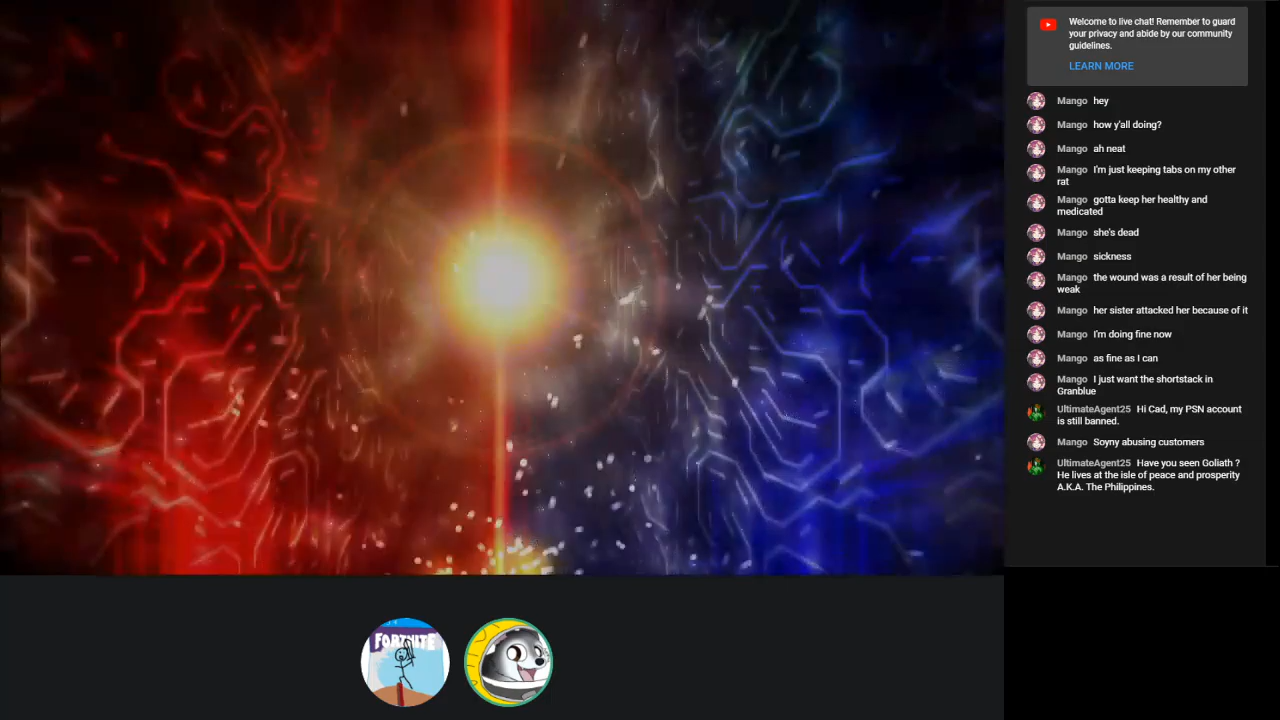 Welcome to live chat! Remember to guard
your privacy and abide by our community
guidelines.
LEARN MORE
Mango hey
Mango how y'all doing?
Mango ah neat
Mango I'm just keeping tabs on my other
rat
Mango gotta keep her healthy and
medicated
Mango she's dead
Mango sickness
Mango the wound was a result of her being
weak
Mango her sister attacked her because of it
Mango I'm doing fine now
Mango as fine as I can
Mango I just want the shortstack in
Granblue
UltimateAgent25 Hi Cad, my PSN account
is still banned.
Mango Soyny abusing customers
UltimateAgent25 Have you seen Goliath ?
He lives at the isle of peace and prosperity
A.K.A. The Philippines.
FORTNITE